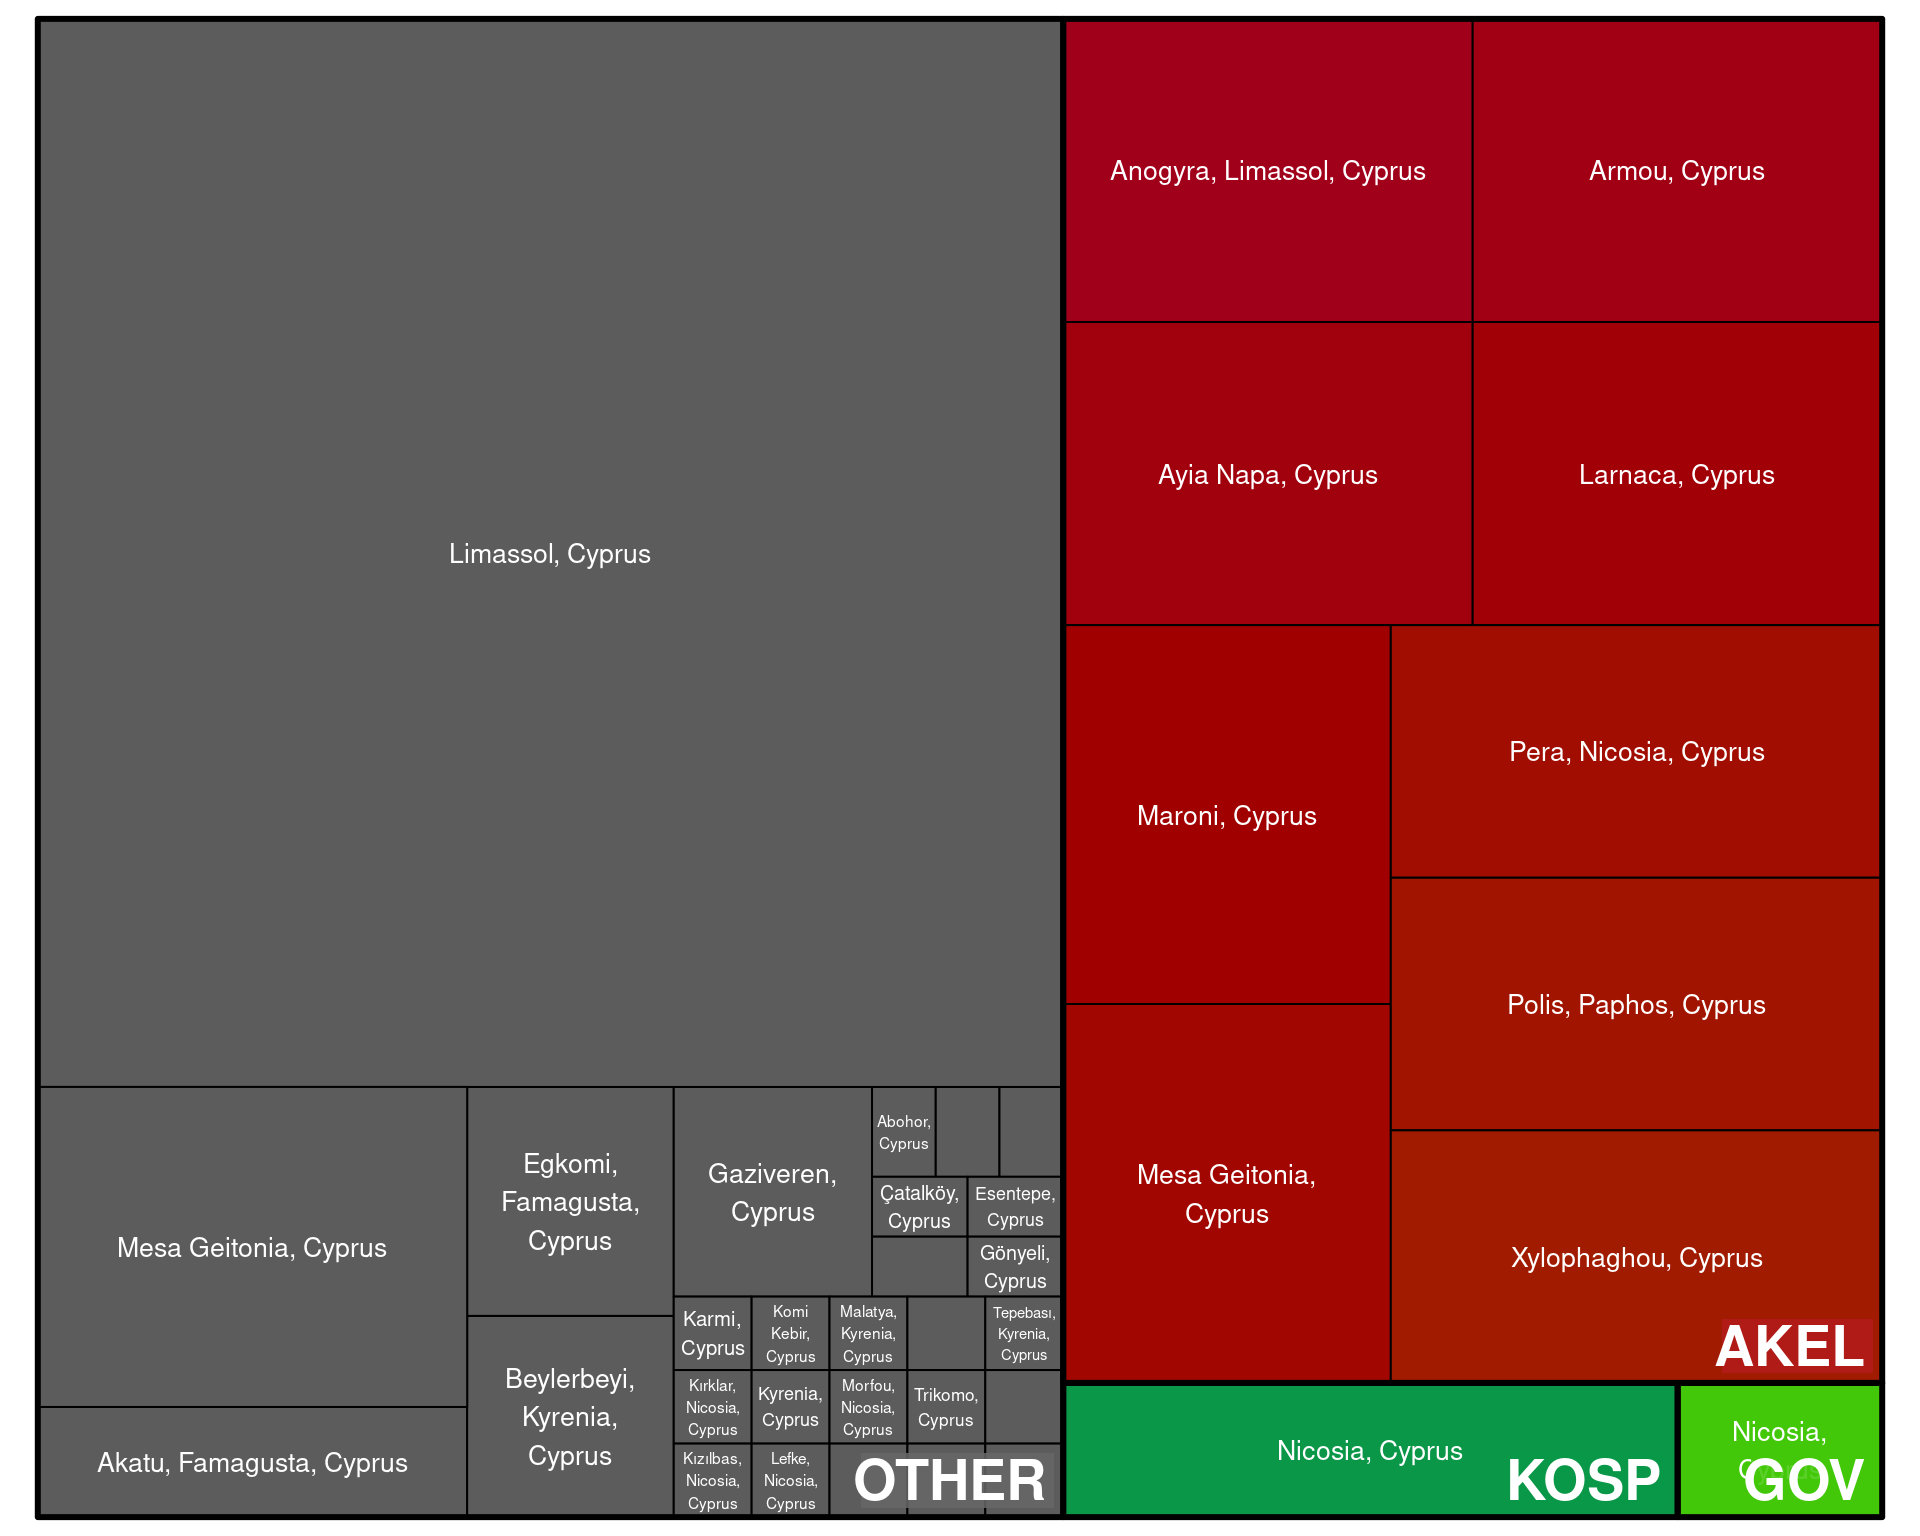 Limassol, Cyprus
Mesa Geitonia, Cyprus
Akatu, Famagusta, Cyprus
Egkomi,
Famagusta,
Cyprus
Beylerbeyi,
Kyrenia,
Cyprus
Gaziveren,
Cyprus
Abohor,
Cyprus
Çatalköy,
Cyprus
Esentepe,
Cyprus
Gönyeli,
Cyprus
Karmi,
Cyprus
Komi
Kebir,
Cyprus
Malatya,
Kyrenia,
Cyprus
Tepebası,
Kyrenia,
Cyprus
Kırklar,
Nicosia,
Cyprus
Kyrenia,
Cyprus
Morfou,
Nicosia,
Cyprus
Trikomo,
Cyprus
Kızılbas,
Nicosia,
Cyprus
Lefke,
Nicosia,
Cyprus
OTHER
Anogyra, Limassol, Cyprus
Armou, Cyprus
Ayia Napa, Cyprus
Larnaca, Cyprus
Maroni, Cyprus
Pera, Nicosia, Cyprus
Polis, Paphos, Cyprus
Mesa Geitonia,
Cyprus
Xylophaghou, Cyprus
AKEL
Nicosia, Cyprus
KOSP
Nicosia,
Cyprus
GOV